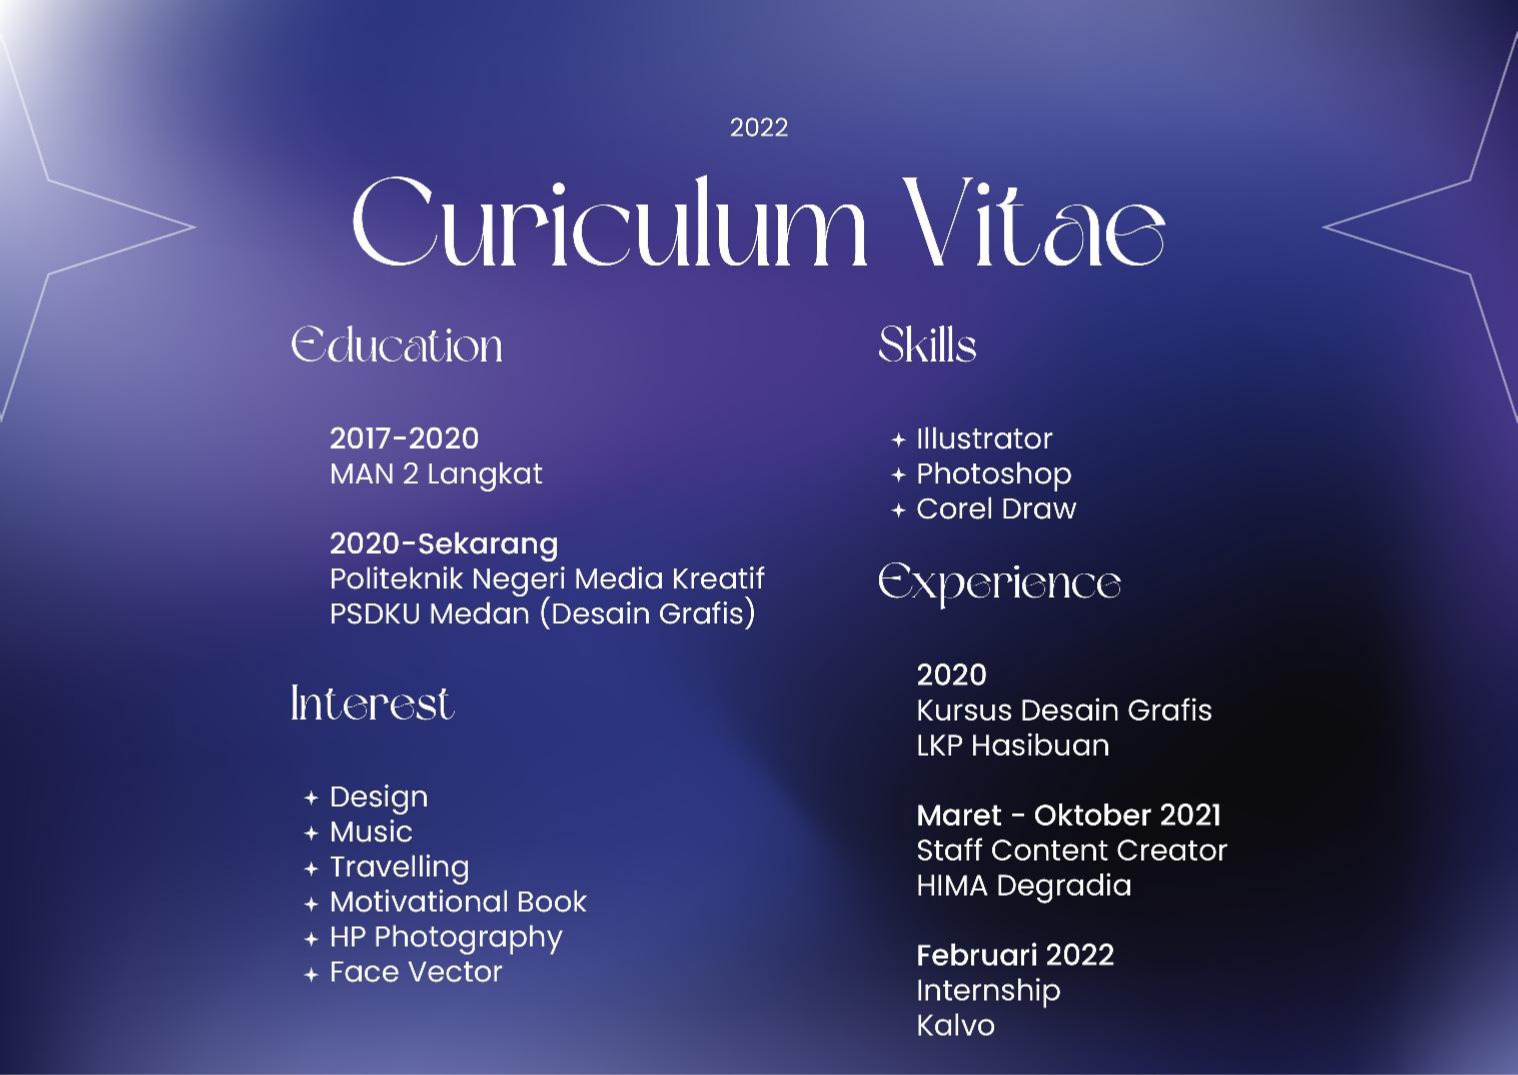 2022
Curiculum Vitae
Education
2017-2020
MAN 2 Langkat
2020-Sekarang
Politeknik Negeri Media Kreatif
PSDKU Medan (Desain Grafis)
Interest
Design
Music
Travelling
Motivational Book
HP Photography
Face Vector
Skills
Illustrator
Photoshop
Corel Draw
Experience
2020
Kursus Desain Grafis
LKP Hasibuan
Maret - Oktober 2021
Staff Content Creator
HIMA Degradia
Februari 2022
Internship
Kalvo